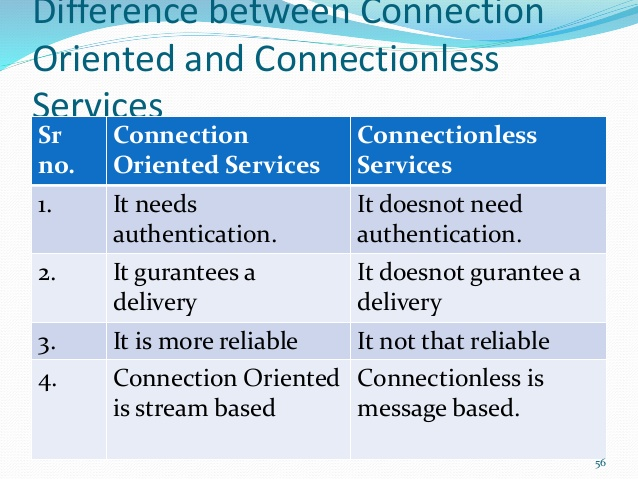 Difference between Connection
Oriented and Connectionless
Services
Sr no. Connection Oriented Services Connectionless Services
1. It needs authentication. It doesnot need authentication.
2. It gurantees a delivery It doesnot gurantee a delivery
3. It is more reliable It not that reliable
4. Connection Oriented is stream based Connectionless is message based.
56